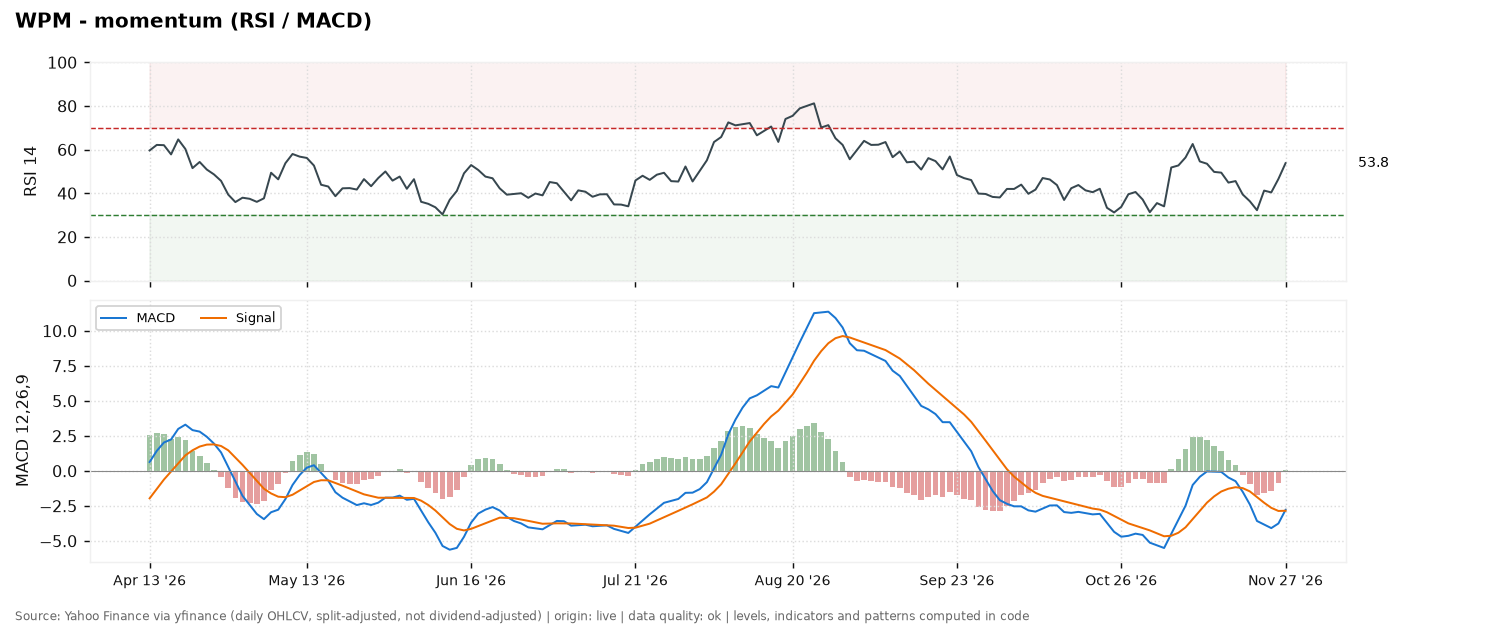 WPM - momentum (RSI / MACD)
100
80
60
40
20
0
RSI 14
53.8
MACD
Signal
10.0
7.5
5.0
2.5
0.0
−2.5
−5.0
MACD 12,26,9
Apr 13 '26
May 13 '26
Jun 16 '26
Jul 21 '26
Aug 20 '26
Sep 23 '26
Oct 26 '26
Nov 27 '26
Source: Yahoo Finance via yfinance (daily OHLCV, split-adjusted, not dividend-adjusted) | origin: live | data quality: ok | levels, indicators and patterns computed in code